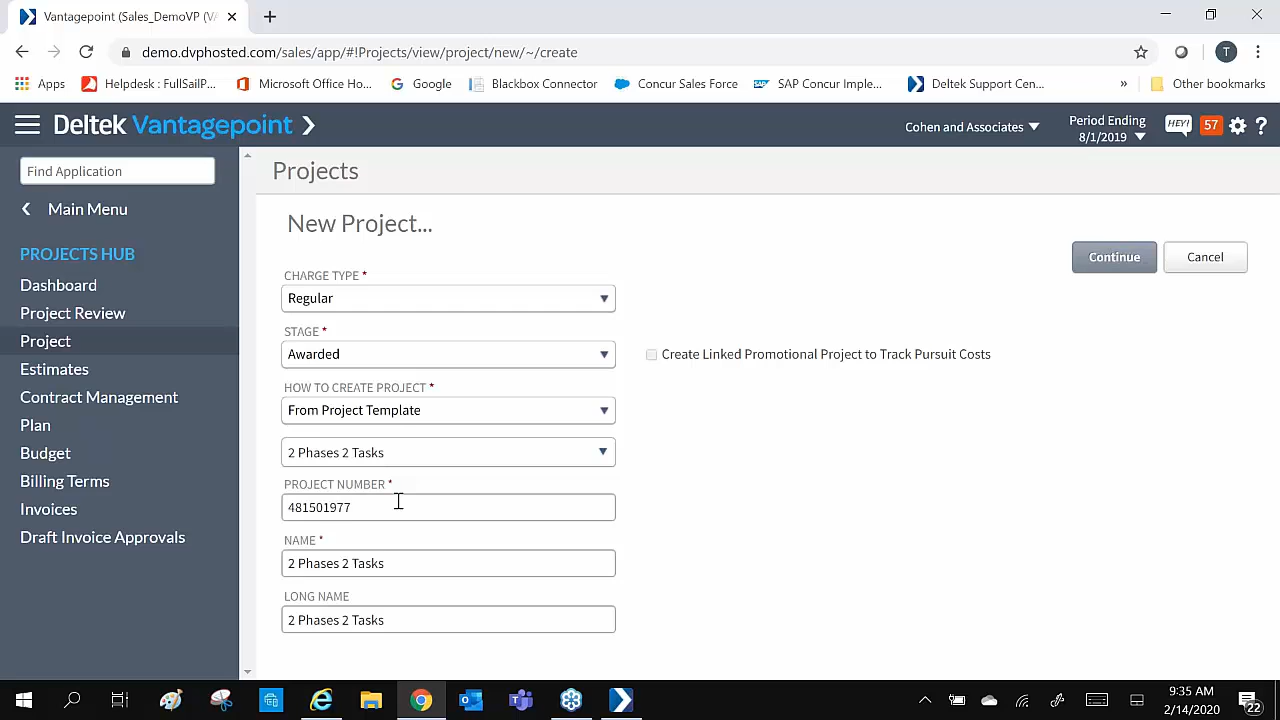 Vantagepoint (Sales_DemoVP (VA
demo.dvphosted.com/sales/app/#!Projects/view/project/new/~/create
T
Apps
Helpdesk : FullSailP...
Microsoft Office Ho...
Google
Blackbox Connector
Concur Sales Force
SAP Concur Imple...
Deltek Support Cen...
»
Other bookmarks
Deltek Vantagepoint
Cohen and Associates
Period Ending
8/1/2019
HEY!
57
?
Find Application
Main Menu
PROJECTS HUB
Dashboard
Project Review
Project
Estimates
Contract Management
Plan
Budget
Billing Terms
Invoices
Draft Invoice Approvals
Projects
New Project...
Continue
Cancel
CHARGE TYPE *
Regular
STAGE *
Awarded
Create Linked Promotional Project to Track Pursuit Costs
HOW TO CREATE PROJECT *
From Project Template
2 Phases 2 Tasks
PROJECT NUMBER *
481501977
NAME *
2 Phases 2 Tasks
LONG NAME
2 Phases 2 Tasks
9:35 AM
2/14/2020
22